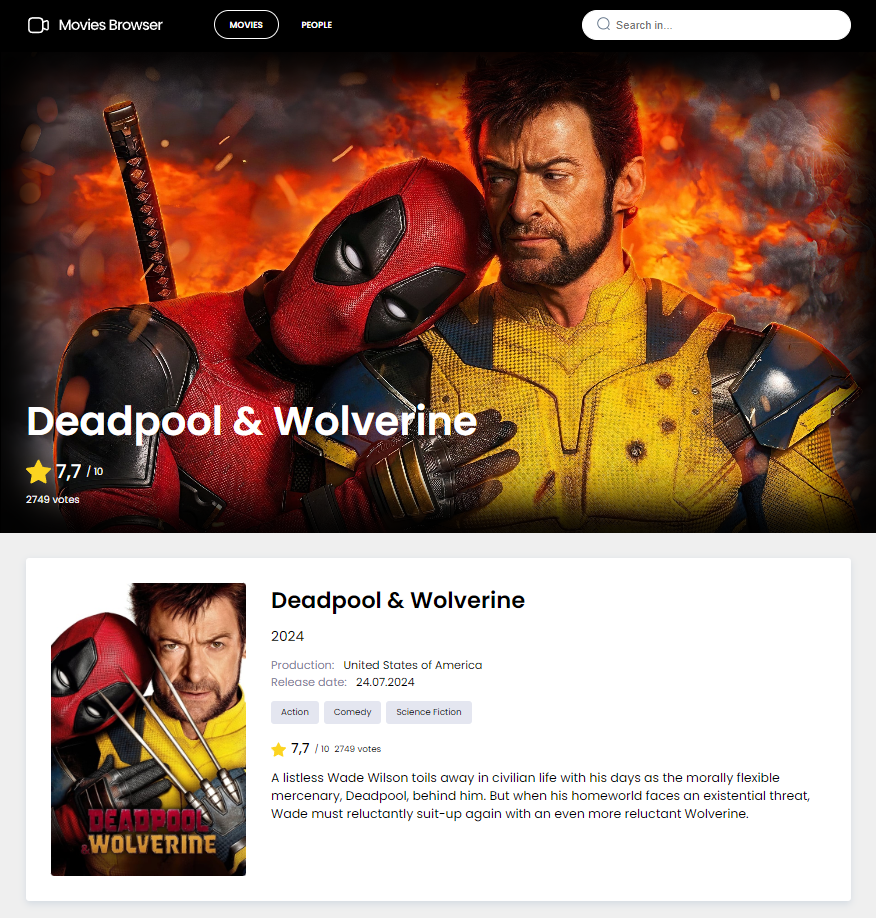 Movies Browser
MOVIES
PEOPLE
Search in...
Deadpool & Wolverine
7,7 / 10
2749 votes
Deadpool & Wolverine
2024
Production: United States of America
Release date: 24.07.2024
Action
Comedy
Science Fiction
7,7 / 10 2749 votes
A listless Wade Wilson toils away in civilian life with his days as the morally flexible
mercenary, Deadpool, behind him. But when his homeworld faces an existential threat,
Wade must reluctantly suit-up again with an even more reluctant Wolverine.
DEADPOOL
&WOLVERINE